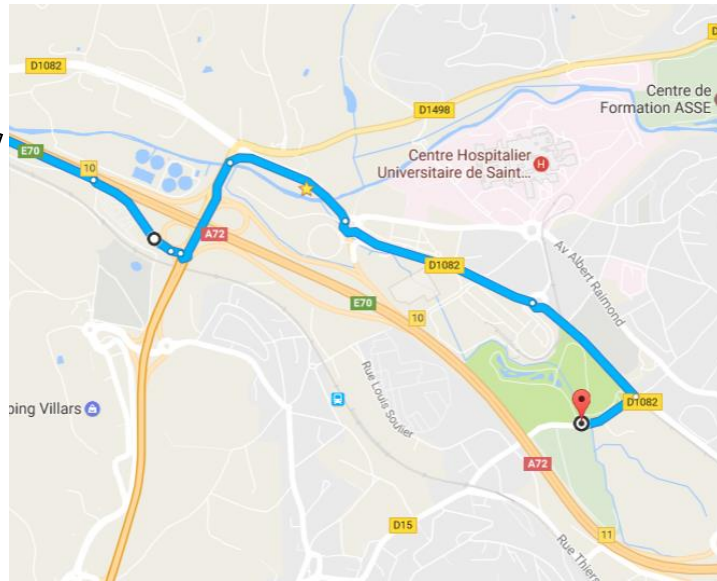 D1082
D
Centre de
Formation ASSE
D1498
E70
10
Centre Hospitalier
Universitaire de Saint...
H
A72
D1082
Av Albert Raimond
E70
10
Rue Louis Soulier
ping Villars
D1082
A72
D15
11
Rue Thier